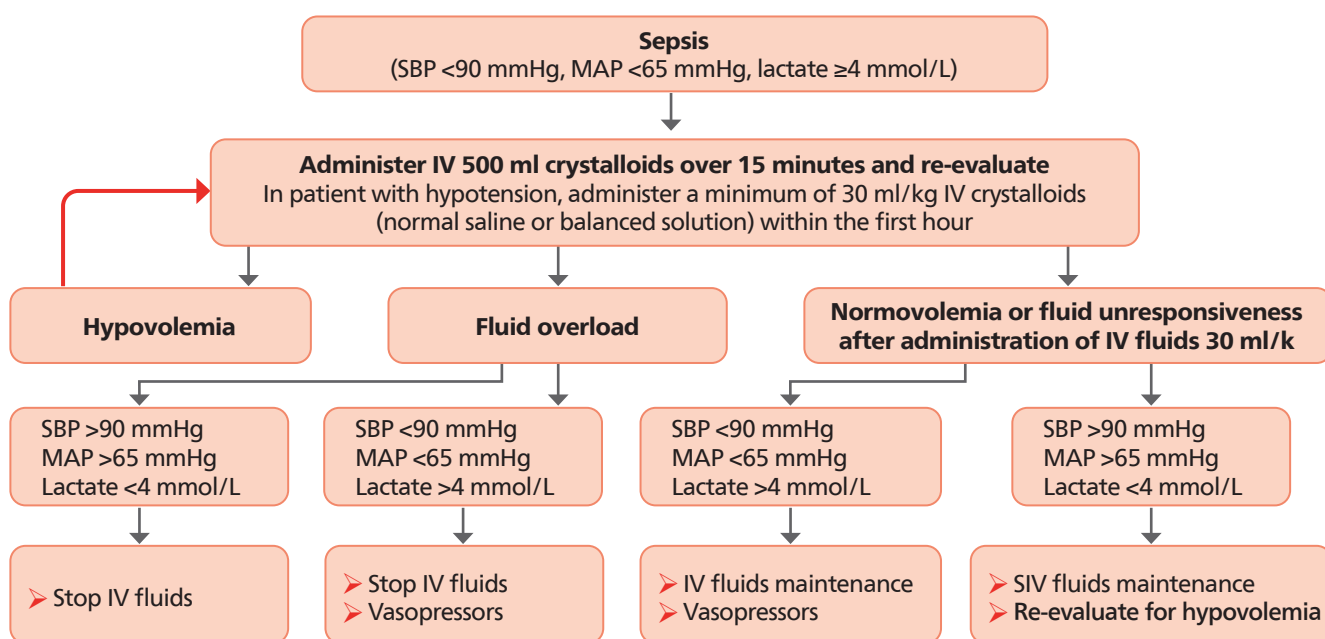 Sepsis
(SBP <90 mmHg, MAP <65 mmHg, lactate ≥4 mmol/L)
Administer IV 500 ml crystalloids over 15 minutes and re-evaluate
In patient with hypotension, administer a minimum of 30 ml/kg IV crystalloids
(normal saline or balanced solution) within the first hour
Hypovolemia
Fluid overload
Normovolemia or fluid unresponsiveness
after administration of IV fluids 30 ml/k
SBP >90 mmHg
MAP >65 mmHg
Lactate <4 mmol/L
SBP <90 mmHg
MAP <65 mmHg
Lactate >4 mmol/L
SBP <90 mmHg
MAP <65 mmHg
Lactate >4 mmol/L
SBP >90 mmHg
MAP >65 mmHg
Lactate <4 mmol/L
➢ Stop IV fluids
➢ Stop IV fluids
➢ Vasopressors
➢ IV fluids maintenance
➢ Vasopressors
➢ SIV fluids maintenance
➢ Re-evaluate for hypovolemia